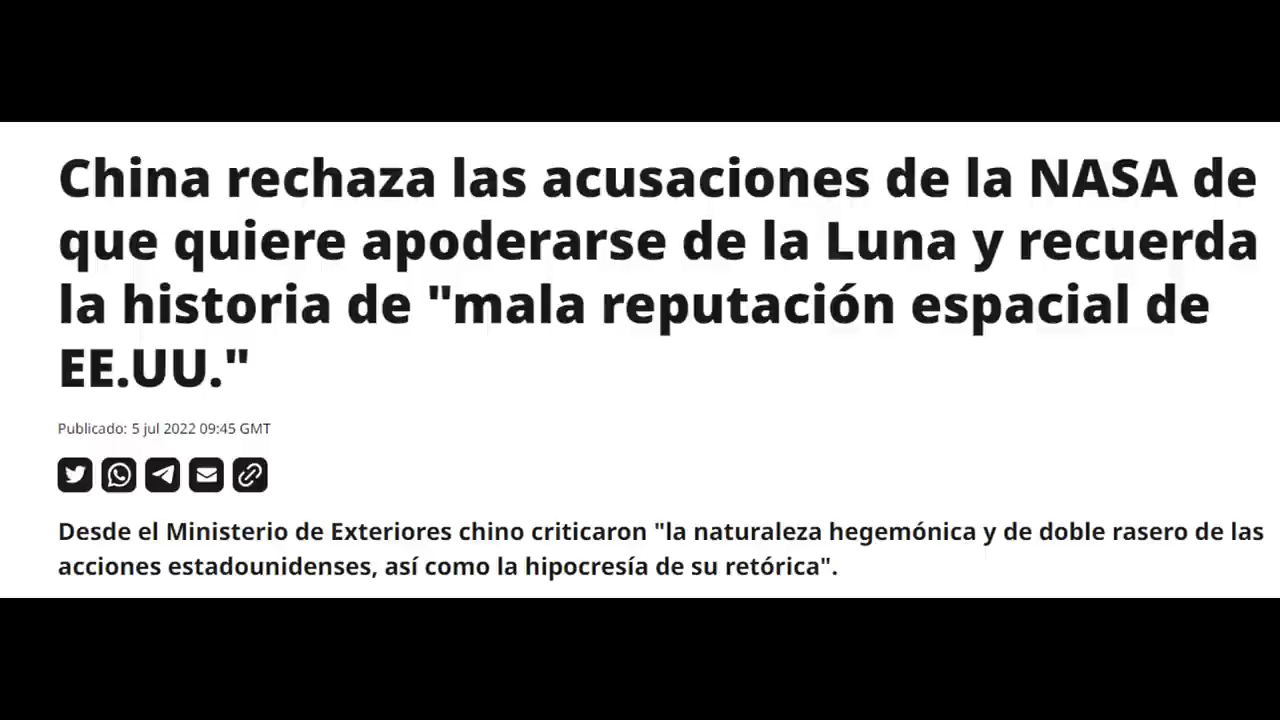 China rechaza las acusaciones de la NASA de
que quiere apoderarse de la Luna y recuerda
la historia de "mala reputación espacial de
EE.UU."
Publicado: 5 jul 2022 09:45 GMT
Desde el Ministerio de Exteriores chino criticaron "la naturaleza hegemónica y de doble rasero de las
acciones estadounidenses, así como la hipocresía de su retórica".